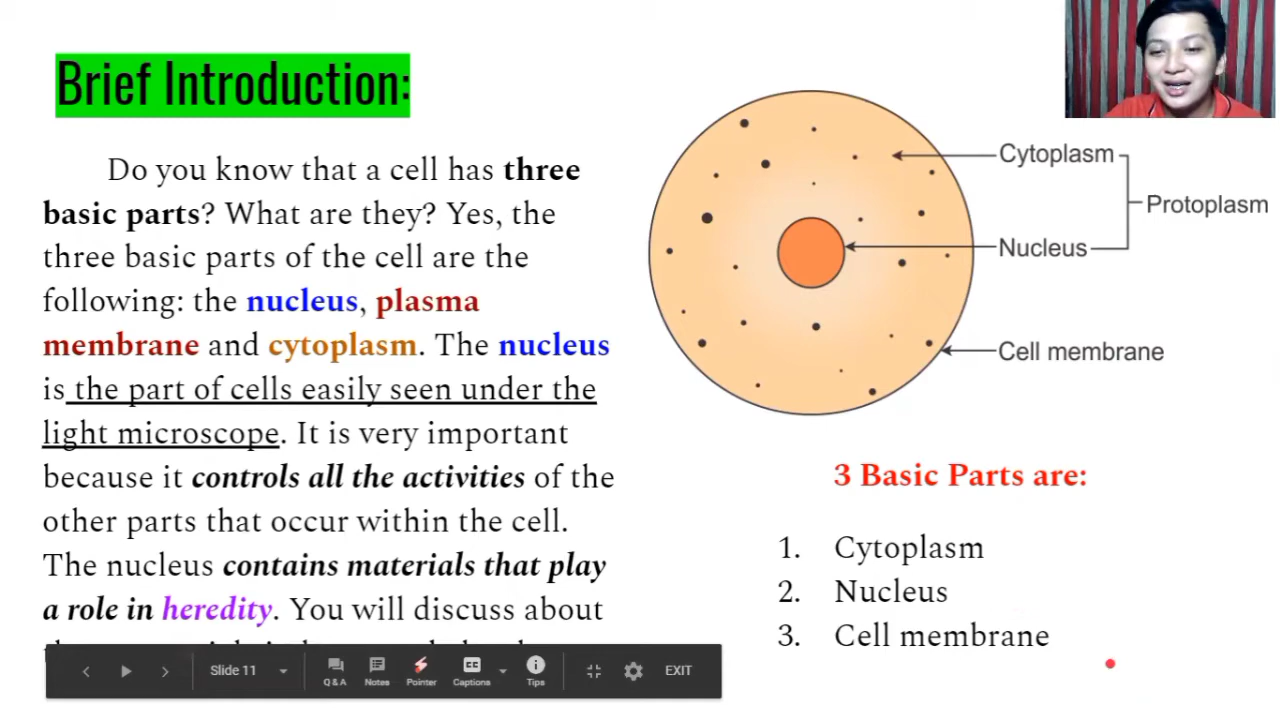 Brief Introduction:
Do you know that a cell has three
basic parts? What are they? Yes, the
three basic parts of the cell are the
following: the nucleus, plasma
membrane and cytoplasm. The nucleus
is the part of cells easily seen under the
light microscope. It is very important
because it controls all the activities of the
other parts that occur within the cell.
The nucleus contains materials that play
a role in heredity. You will discuss about
Cytoplasm
Protoplasm
Nucleus
Cell membrane
3 Basic Parts are:
1. Cytoplasm
2. Nucleus
3. Cell membrane
Slide 11
Q & A
Notes
Pointer
CC
Captions
Tips
EXIT